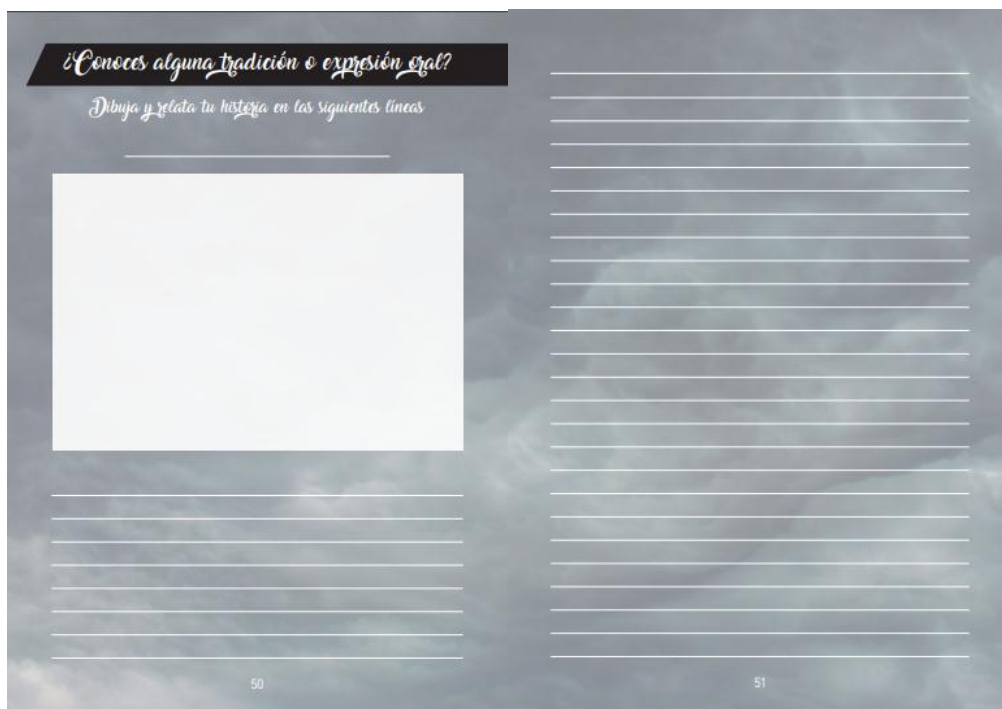 ¿Conoces alguna tradición o expresión oral?
Dibuja y relata tu historia en las siguientes líneas
50
51